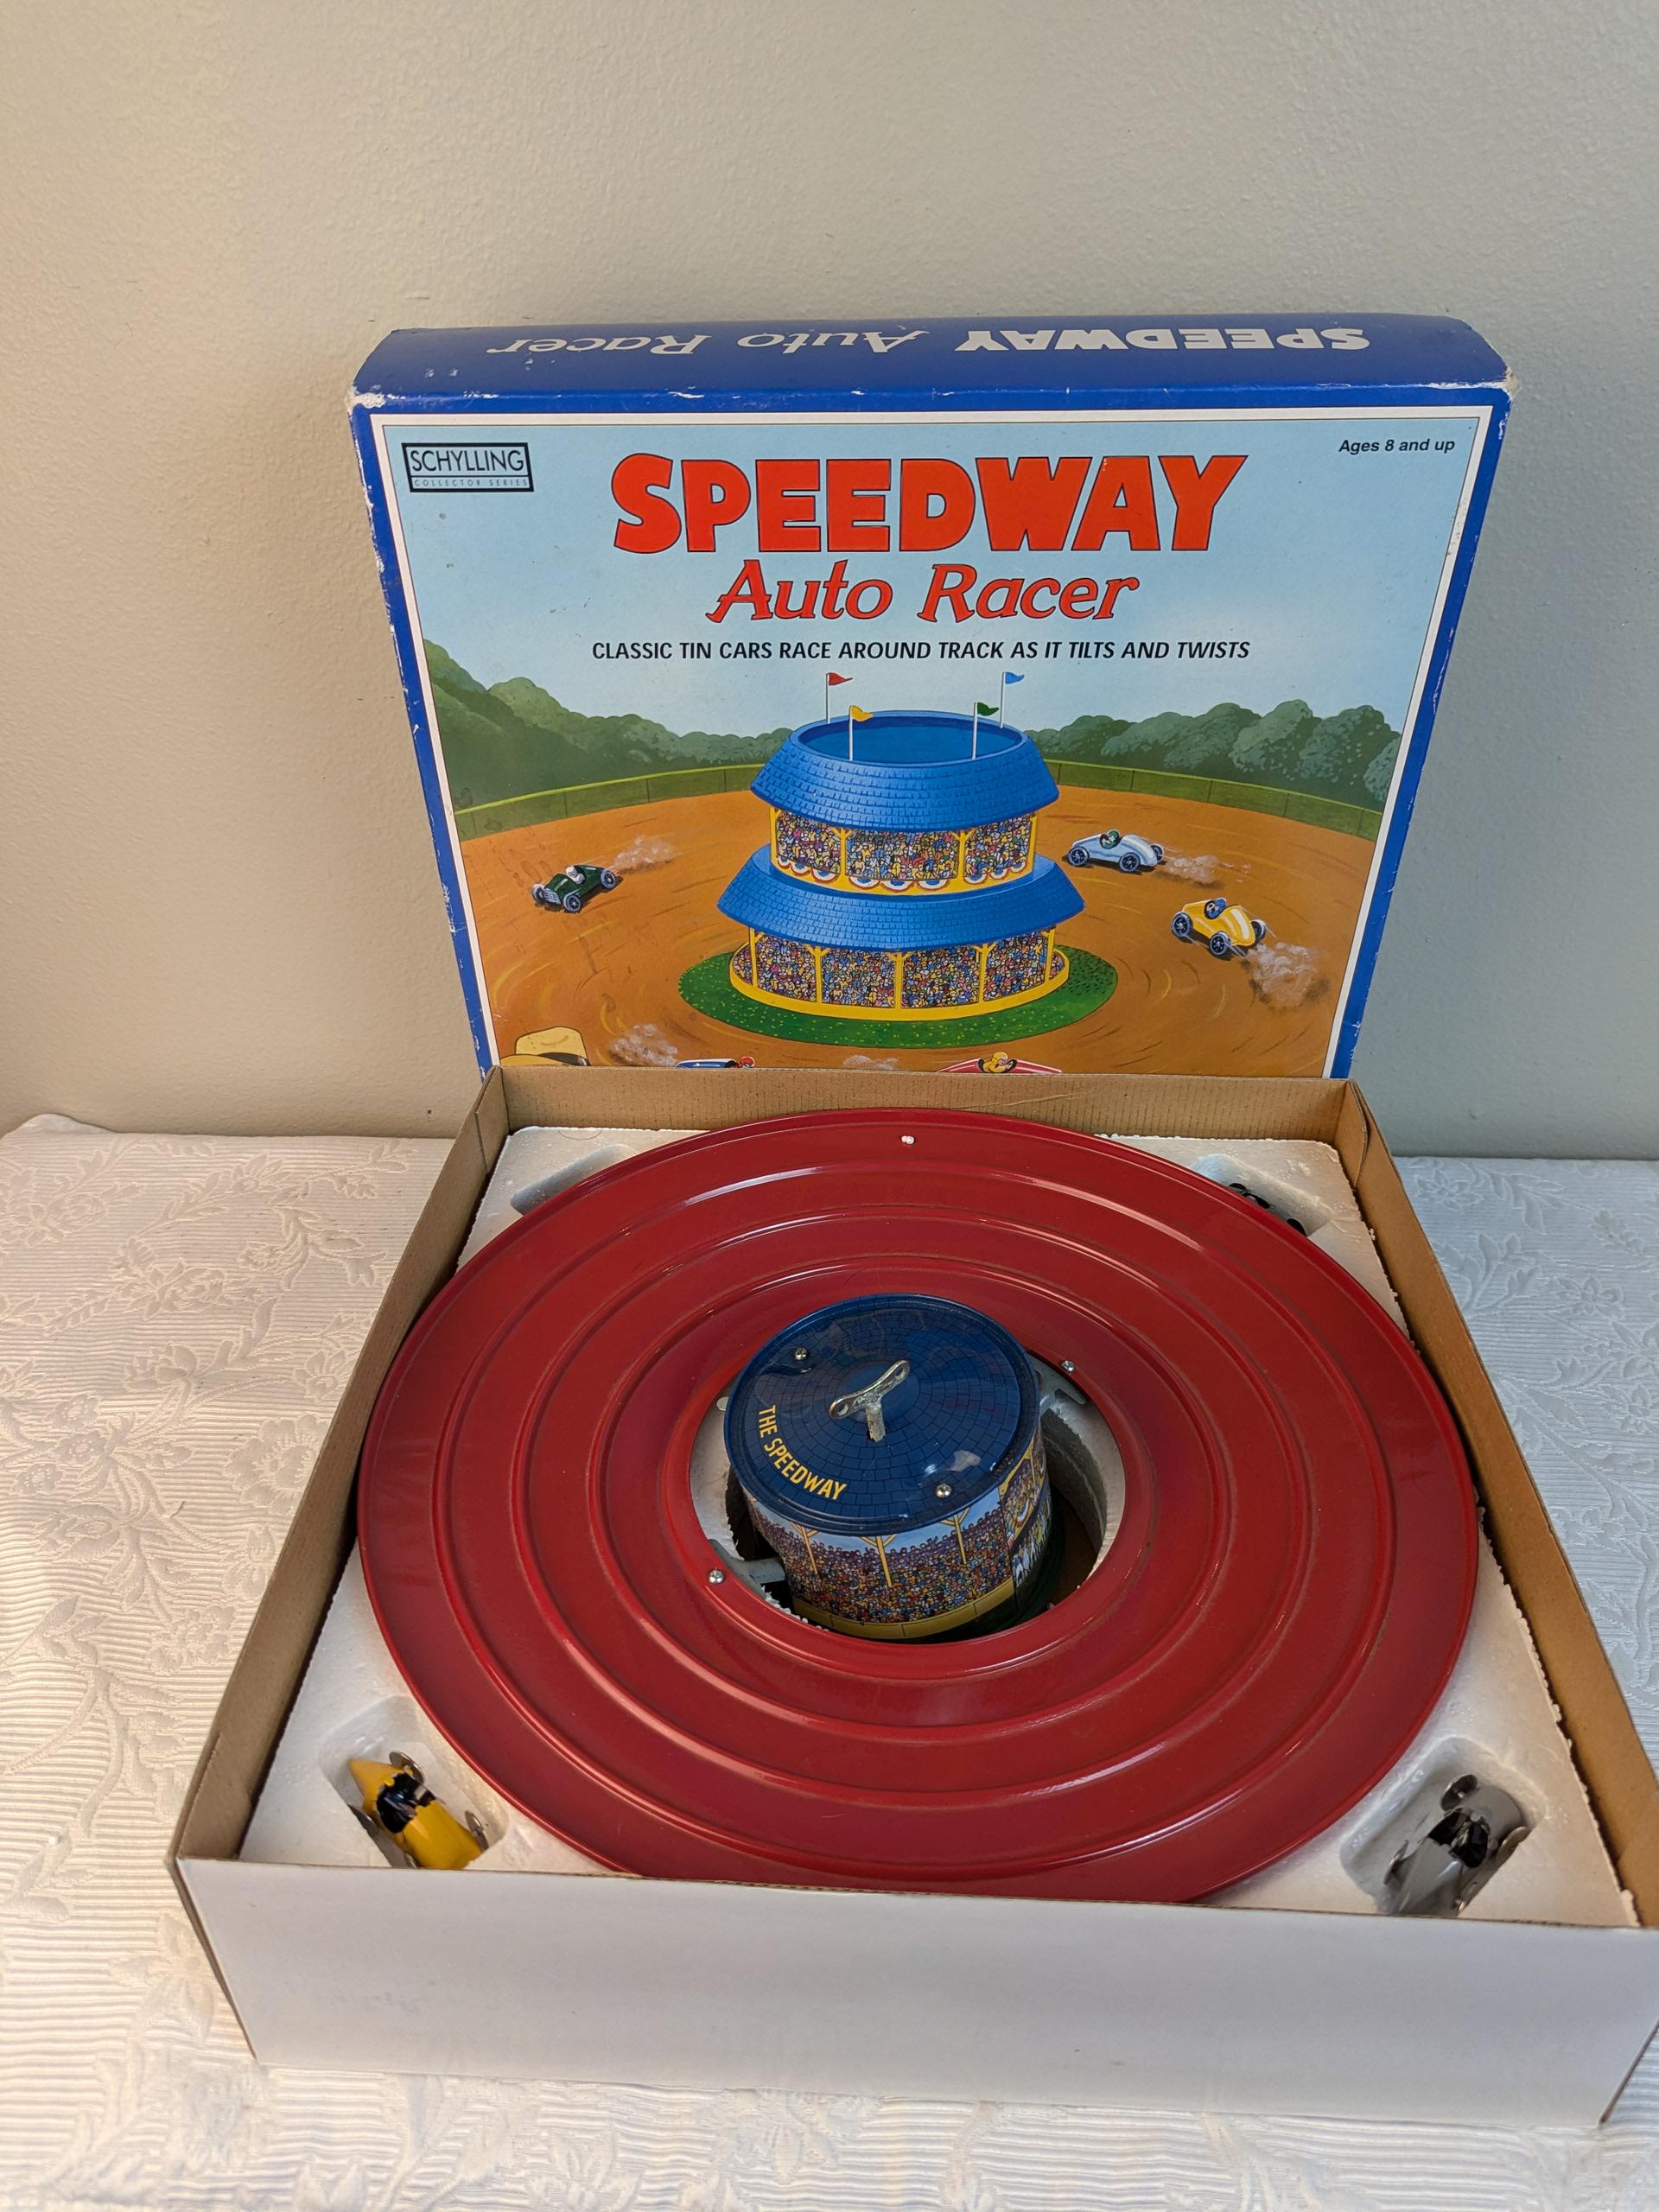 SPEEDWAY Auto Racer
SCHYLLING
COLLECTOR SERIES
Ages 8 and up
SPEEDWAY
Auto Racer
CLASSIC TIN CARS RACE AROUND TRACK AS IT TILTS AND TWISTS
THE SPEEDWAY